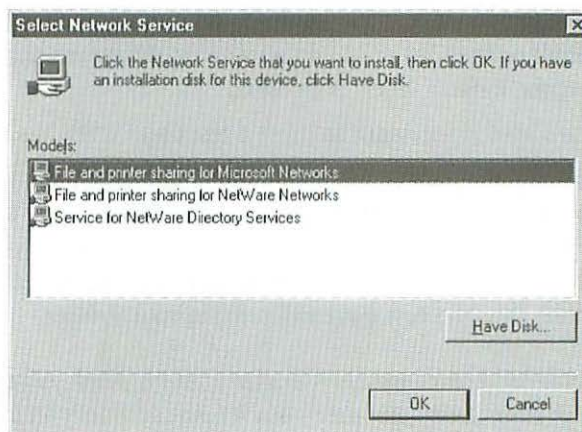 Select Network Service
Click the Network Service that you want to install, then click OK. If you have
an installation disk for this device, click Have Disk.
Models:
File and printer sharing for Microsoft Networks
File and printer sharing for NetWare Networks
Service for NetWare Directory Services
Have Disk...
OK
Cancel